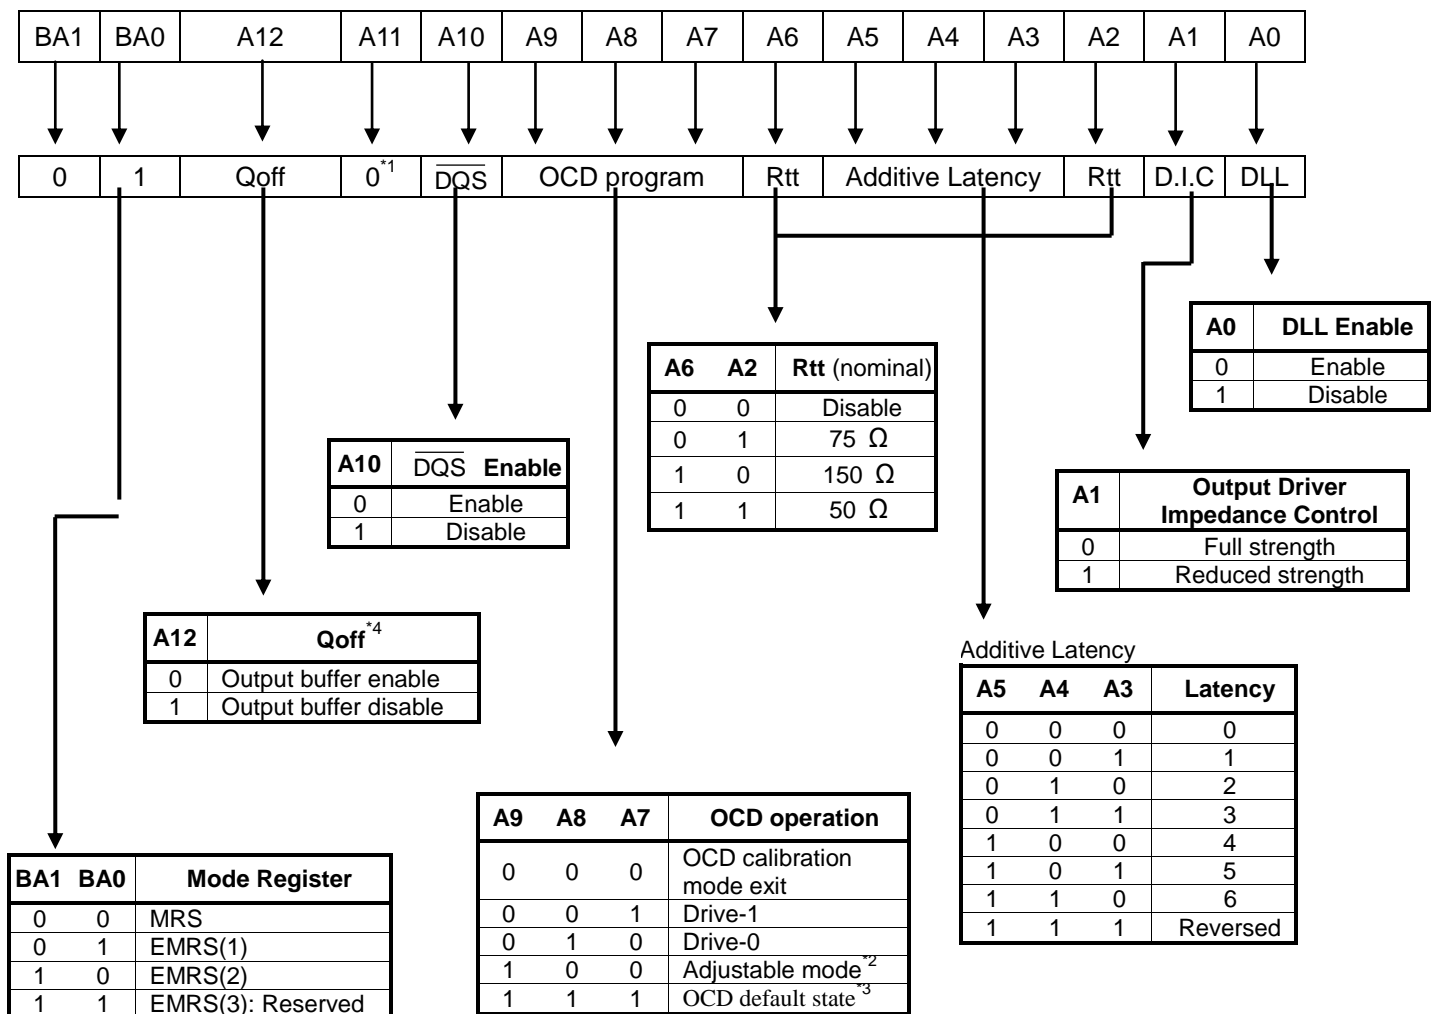 BA1 BA0 A12 A11 A10 A9 A8 A7 A6 A5 A4 A3 A2 A1 A0
0 1 Qoff 0*1 DQS OCD program Rtt Additive Latency Rtt D.I.C DLL
A0 DLL Enable
0 Enable
1 Disable
A6 A2 Rtt (nominal)
0 0 Disable
0 1 75 Ω
1 0 150 Ω
1 1 50 Ω
A10 DQS Enable
0 Enable
1 Disable
A1 Output Driver
Impedance Control
0 Full strength
1 Reduced strength
A12 Qoff*4
0 Output buffer enable
1 Output buffer disable
Additive Latency
A5 A4 A3 Latency
0 0 0 0
0 0 1 1
0 1 0 2
0 1 1 3
1 0 0 4
1 0 1 5
1 1 0 6
1 1 1 Reversed
A9 A8 A7 OCD operation
0 0 0 OCD calibration
mode exit
0 0 1 Drive-1
0 1 0 Drive-0
1 0 0 Adjustable mode*2
1 1 1 OCD default state*3
BA1 BA0 Mode Register
0 0 MRS
0 1 EMRS(1)
1 0 EMRS(2)
1 1 EMRS(3): Reserved